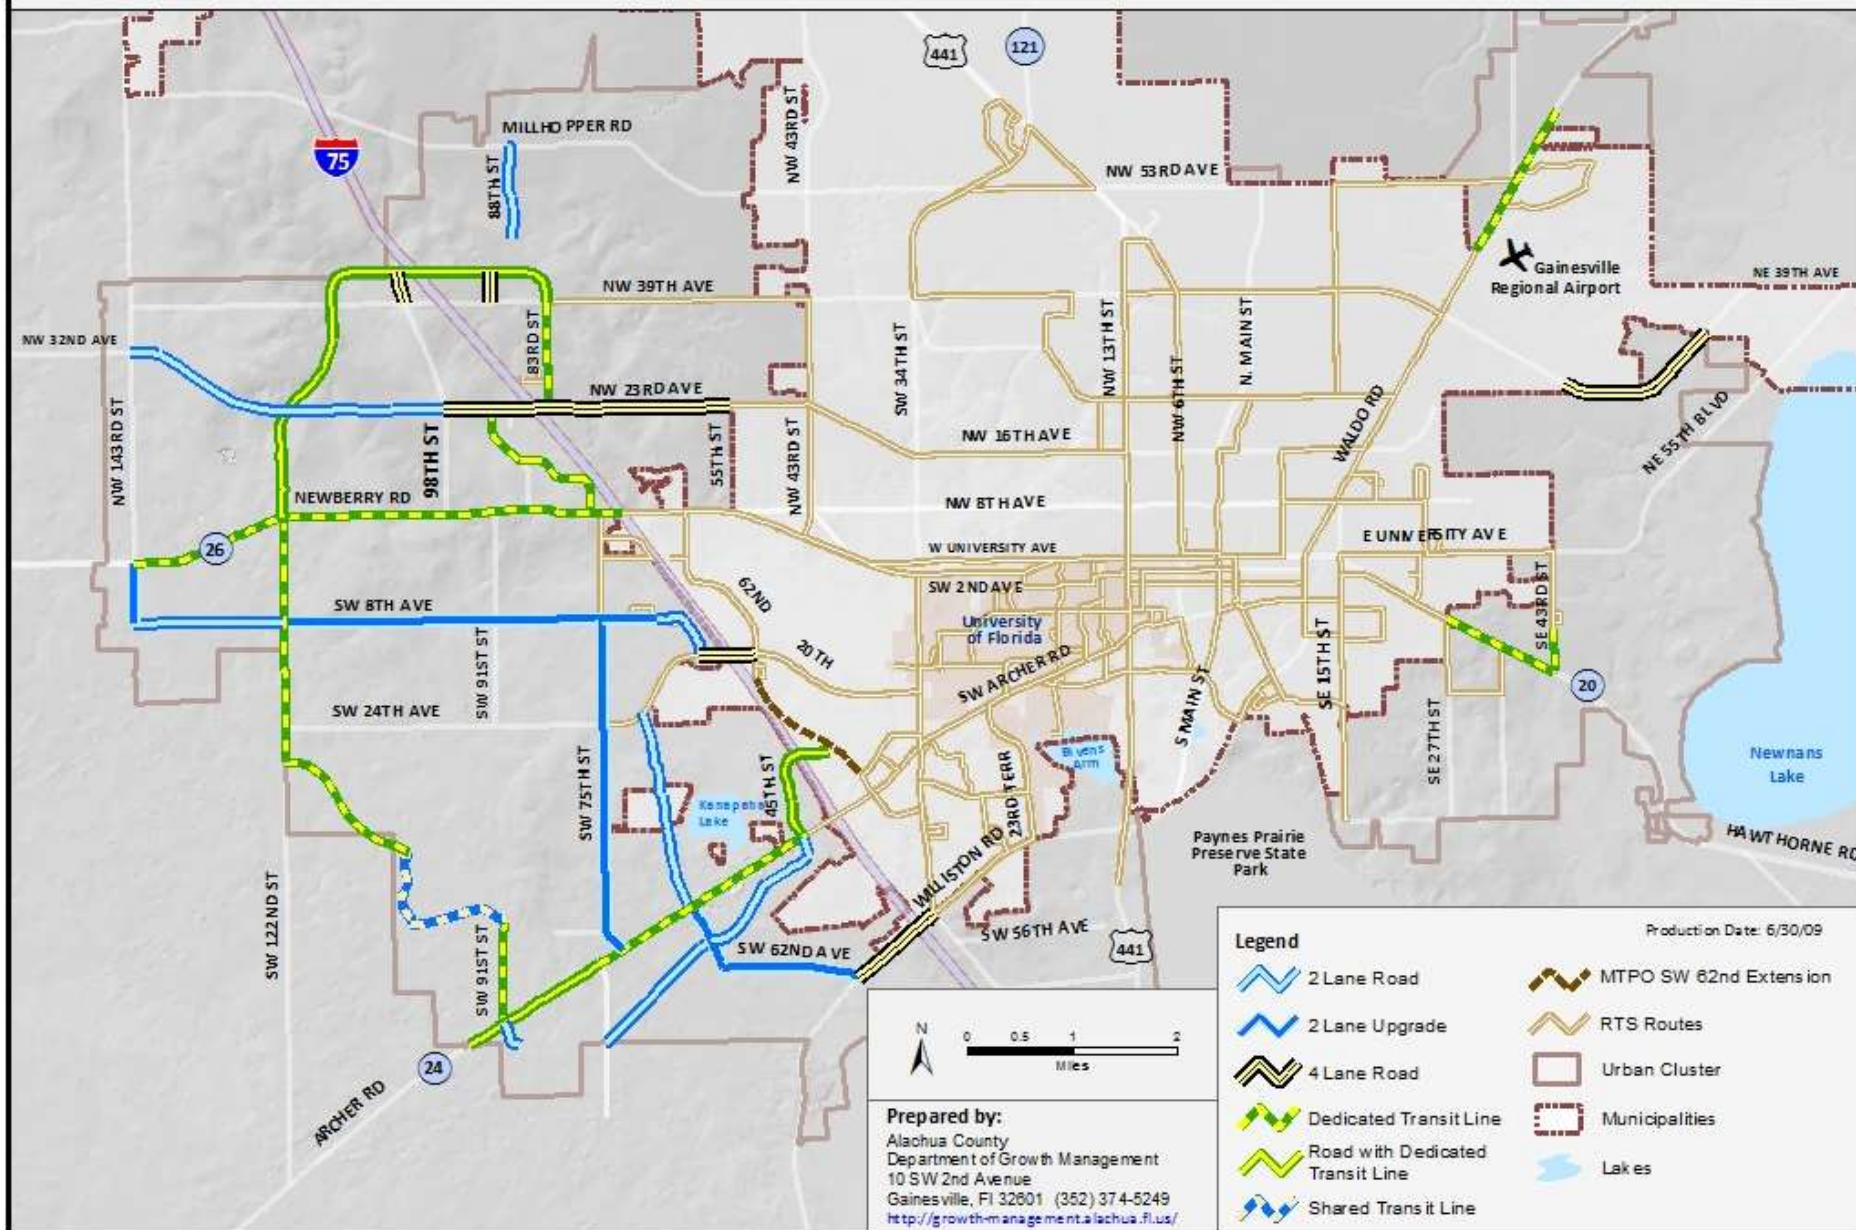 441
121
MILLHOPPER RD
75
88TH ST
NW 43RD ST
NW 53RD AVE
Gainesville
Regional Airport
NE 39TH AVE
NW 39TH AVE
NW 32ND AVE
83RD ST
SW 34TH ST
NW 13TH ST
NW 6TH ST
N. MAIN ST
NW 23RD AVE
WALDO RD
NW 143RD ST
98TH ST
55TH ST
NW 43RD ST
NW 16TH AVE
NE 55TH BLVD
NEWBERRY RD
NW 8TH AVE
26
W UNIVERSITY AVE
E UNIVERSITY AVE
SW 2ND AVE
62ND
SW 8TH AVE
University
of Florida
SE 43RD ST
20TH
SW ARCHER RD
SW 91ST ST
SE 15TH ST
S MAIN ST
20
SW 24TH AVE
SE 27TH ST
Bivens
Arm
Newnans
Lake
SW 75TH ST
45TH ST
23RD TERR
Kanapaha
Lake
Paynes Prairie
Preserve State
Park
HAWTHORNE RD
WILLISTON RD
SW 122ND ST
SW 91ST ST
SW 62ND AVE
SW 56TH AVE
441
24
ARCHER RD
N
0 0.5 1 2
Miles
Prepared by:
Alachua County
Department of Growth Management
10 SW 2nd Avenue
Gainesville, Fl 32601 (352) 374-5249
http://growth-management.alachua.fl.us/
Legend
Production Date: 6/30/09
2 Lane Road
2 Lane Upgrade
4 Lane Road
Dedicated Transit Line
Road with Dedicated
Transit Line
Shared Transit Line
MTPO SW 62nd Extension
RTS Routes
Urban Cluster
Municipalities
Lakes